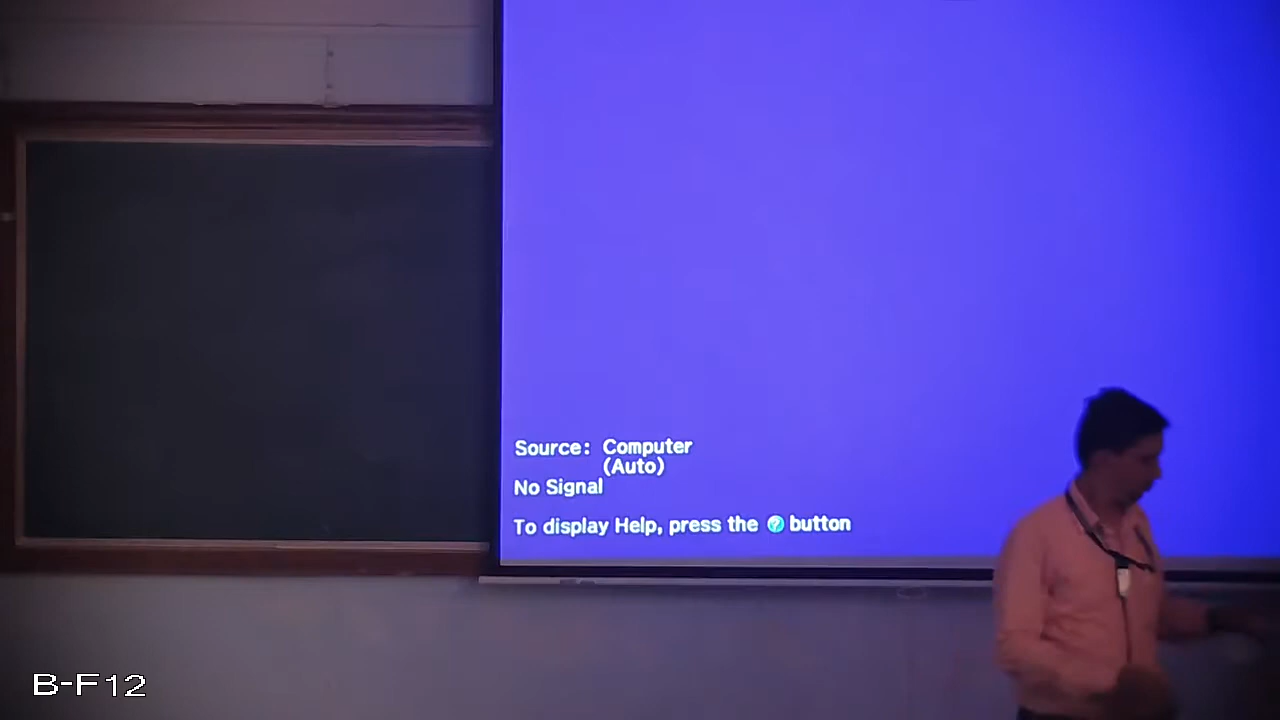 Source: Computer
(Auto)
No Signal
To display Help, press the ? button
B-F12